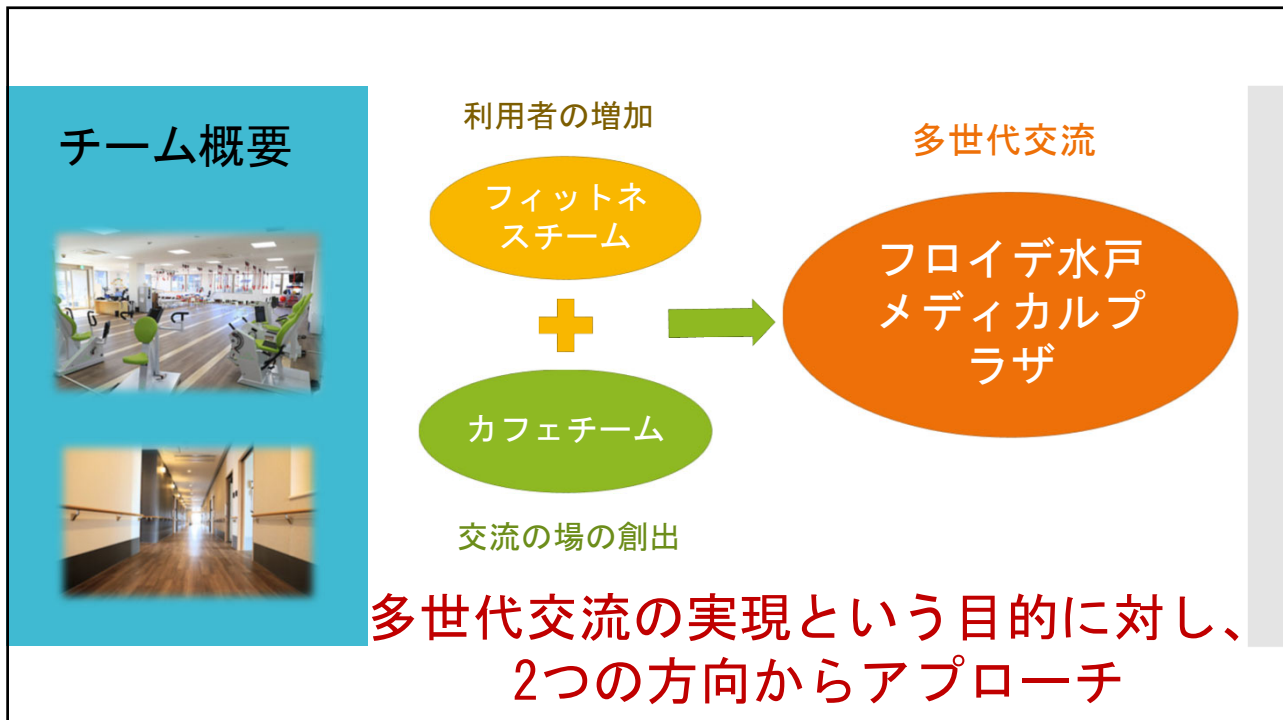 チーム概要
利用者の増加
フィットネ
スチーム
カフェチーム
交流の場の創出
多世代交流
フロイデ水戸
メディカルプ
ラザ
多世代交流の実現という目的に対し、
2つの方向からアプローチ